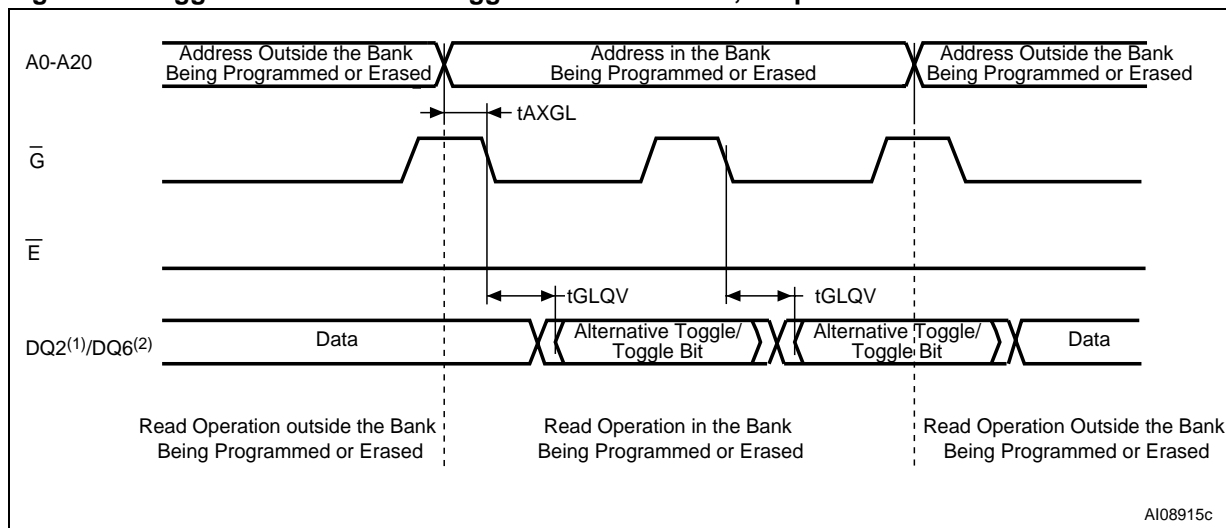 A0-A20
Address Outside the Bank
Being Programmed or Erased
Address in the Bank
Being Programmed or Erased
Address Outside the Bank
Being Programmed or Erased
tAXGL
G
E
tGLQV
tGLQV
DQ2(1)/DQ6(2)
Data
Alternative Toggle/
Toggle Bit
Alternative Toggle/
Toggle Bit
Data
Read Operation outside the Bank
Being Programmed or Erased
Read Operation in the Bank
Being Programmed or Erased
Read Operation Outside the Bank
Being Programmed or Erased
AI08915c